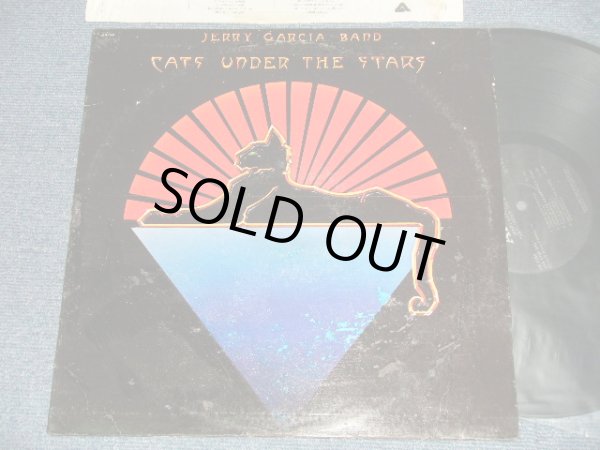 JERRY GARCIA BAND
CATS UNDER THE STARS
SOLD OUT